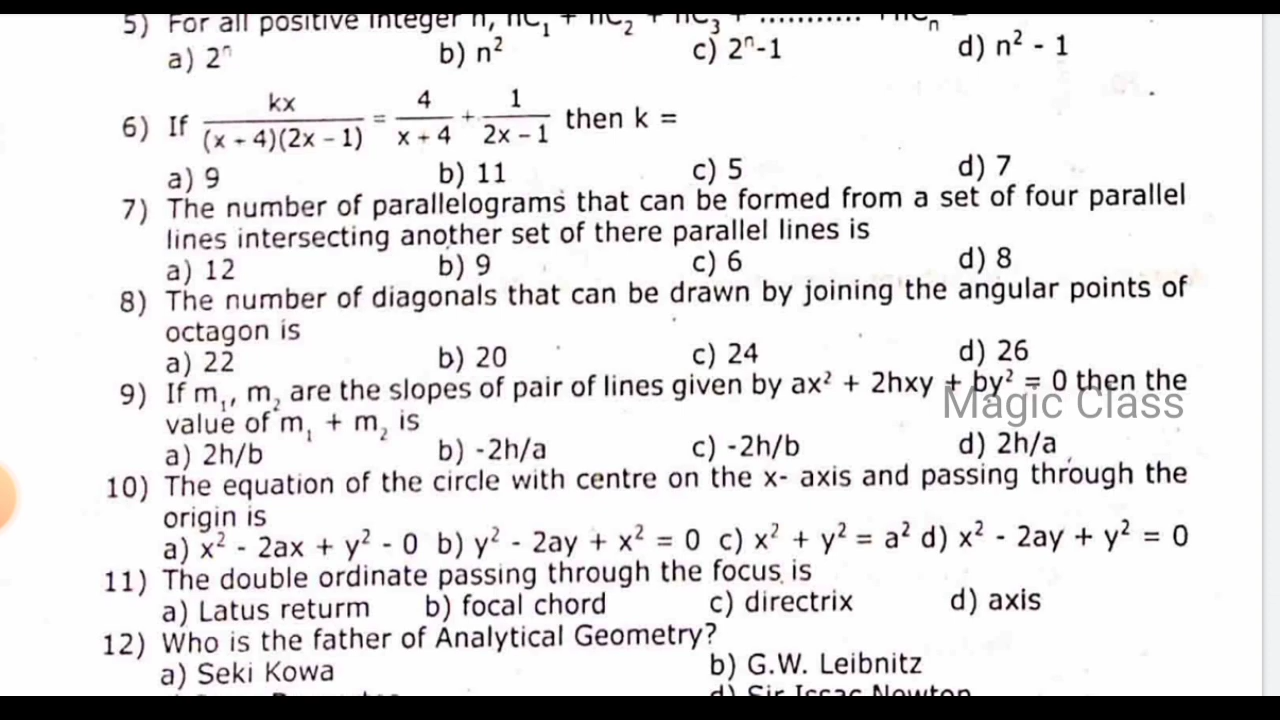 5) For all positive integer n, nC₁ + nC₂ + nC₃ + ........... + nCₙ =
a) 2ⁿ b) n² c) 2ⁿ-1 d) n² - 1
6) If kx/((x + 4)(2x - 1)) = 4/(x + 4) + 1/(2x - 1) then k =
a) 9 b) 11 c) 5 d) 7
7) The number of parallelograms that can be formed from a set of four parallel
lines intersecting another set of there parallel lines is
a) 12 b) 9 c) 6 d) 8
8) The number of diagonals that can be drawn by joining the angular points of
octagon is
a) 22 b) 20 c) 24 d) 26
9) If m₁, m₂ are the slopes of pair of lines given by ax² + 2hxy + by² = 0 then the
Magic Class
value of m₁ + m₂ is
a) 2h/b b) -2h/a c) -2h/b d) 2h/a
10) The equation of the circle with centre on the x- axis and passing through the
origin is
a) x² - 2ax + y² - 0 b) y² - 2ay + x² = 0 c) x² + y² = a² d) x² - 2ay + y² = 0
11) The double ordinate passing through the focus is
a) Latus returm b) focal chord c) directrix d) axis
12) Who is the father of Analytical Geometry?
a) Seki Kowa b) G.W. Leibnitz
d) Sir Issac Newton